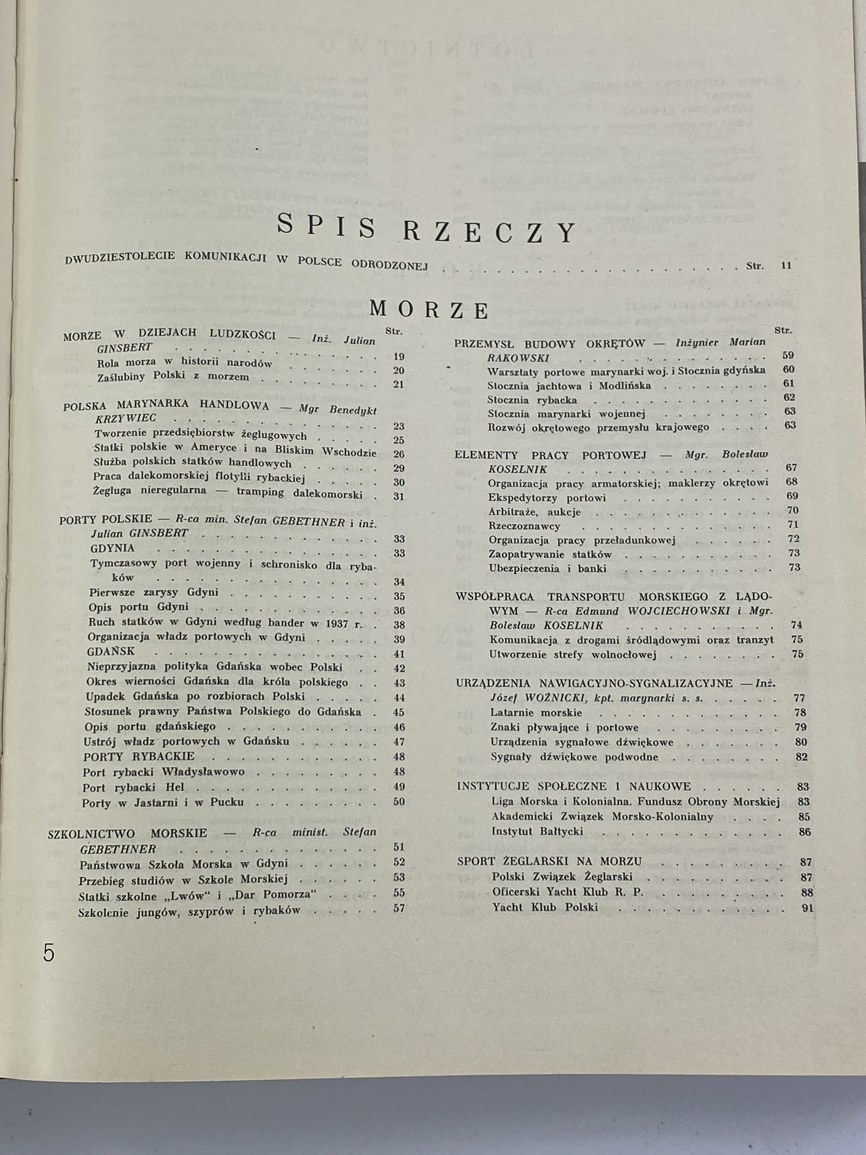 SPIS RZECZY
DWUDZIESTOLECIE KOMUNIKACJI W POLSCE ODRODZONEJ . . . . . . . . . . . . . . . . . . . . . Str. 11
MORZE
Str.
MORZE W DZIEJACH LUDZKOŚCI — Inż. Julian
GINSBERT . . . . . . . . . . . . . . . 19
Rola morza w historii narodów . . . . . . 20
Zaślubiny Polski z morzem . . . . . . . . 21
POLSKA MARYNARKA HANDLOWA — Mgr Benedykt
KRZYWIEC . . . . . . . . . . . . . . 23
Tworzenie przedsiębiorstw żeglugowych . . . . 25
Statki polskie w Ameryce i na Bliskim Wschodzie 26
Służba polskich statków handlowych . . . . . 29
Praca dalekomorskiej flotylli rybackiej . . . . 30
Żegluga nieregularna — tramping dalekomorski . 31
PORTY POLSKIE — R-ca min. Stefan GEBETHNER i inż.
Julian GINSBERT . . . . . . . . . . . . 33
GDYNIA . . . . . . . . . . . . . . . 33
Tymczasowy port wojenny i schronisko dla ryba-
ków . . . . . . . . . . . . . . . 34
Pierwsze zarysy Gdyni . . . . . . . . . . 35
Opis portu Gdyni . . . . . . . . . . . . 36
Ruch statków w Gdyni według bander w 1937 r. . 38
Organizacja władz portowych w Gdyni . . . . . 39
GDAŃSK . . . . . . . . . . . . . . . 41
Nieprzyjazna polityka Gdańska wobec Polski . . 42
Okres wierności Gdańska dla króla polskiego . . 43
Upadek Gdańska po rozbiorach Polski . . . . . 44
Stosunek prawny Państwa Polskiego do Gdańska . 45
Opis portu gdańskiego . . . . . . . . . . 46
Ustrój władz portowych w Gdańsku . . . . . . 47
PORTY RYBACKIE . . . . . . . . . . . . 48
Port rybacki Władysławowo . . . . . . . . 48
Port rybacki Hel . . . . . . . . . . . . 49
Porty w Jastarni i w Pucku . . . . . . . . 50
SZKOLNICTWO MORSKIE — R-ca minist. Stefan
GEBETHNER . . . . . . . . . . . . . 51
Państwowa Szkoła Morska w Gdyni . . . . . . 52
Przebieg studiów w Szkole Morskiej . . . . . . 53
Statki szkolne „Lwów“ i „Dar Pomorza“ . . . . 55
Szkolenie jungów, szyprów i rybaków . . . . . 57
Str.
PRZEMYSŁ BUDOWY OKRĘTÓW — Inżynier Marian
RAKOWSKI . . . . . . . . . . . . . 59
Warsztaty portowe marynarki woj. i Stocznia gdyńska 60
Stocznia jachtowa i Modlińska . . . . . . . . 61
Stocznia rybacka . . . . . . . . . . . . 62
Stocznia marynarki wojennej . . . . . . . . 63
Rozwój okrętowego przemysłu krajowego . . . . 63
ELEMENTY PRACY PORTOWEJ — Mgr. Bolesław
KOSELNIK . . . . . . . . . . . . . . 67
Organizacja pracy armatorskiej; maklerzy okrętowi 68
Ekspedytorzy portowi . . . . . . . . . . 69
Arbitraże, aukcje . . . . . . . . . . . . 70
Rzeczoznawcy . . . . . . . . . . . . . 71
Organizacja pracy przeładunkowej . . . . . . 72
Zaopatrywanie statków . . . . . . . . . . 73
Ubezpieczenia i banki . . . . . . . . . . 73
WSPÓŁPRACA TRANSPORTU MORSKIEGO Z LĄDO-
WYM — R-ca Edmund WOJCIECHOWSKI i Mgr.
Bolesław KOSELNIK . . . . . . . . . . . 74
Komunikacja z drogami śródlądowymi oraz tranzyt 75
Utworzenie strefy wolnocłowej . . . . . . . . 75
URZĄDZENIA NAWIGACYJNO-SYGNALIZACYJNE — Inż.
Józef WOŹNICKI, kpt. marynarki s. s. . . . . . 77
Latarnie morskie . . . . . . . . . . . . 78
Znaki pływające i portowe . . . . . . . . . 79
Urządzenia sygnałowe dźwiękowe . . . . . . . 80
Sygnały dźwiękowe podwodne . . . . . . . . 82
INSTYTUCJE SPOŁECZNE I NAUKOWE . . . . . . 83
Liga Morska i Kolonialna. Fundusz Obrony Morskiej 83
Akademicki Związek Morsko-Kolonialny . . . . 85
Instytut Bałtycki . . . . . . . . . . . . 86
SPORT ŻEGLARSKI NA MORZU . . . . . . . . 87
Polski Związek Żeglarski . . . . . . . . . 87
Oficerski Yacht Klub R. P. . . . . . . . . . 88
Yacht Klub Polski . . . . . . . . . . . . 91
5